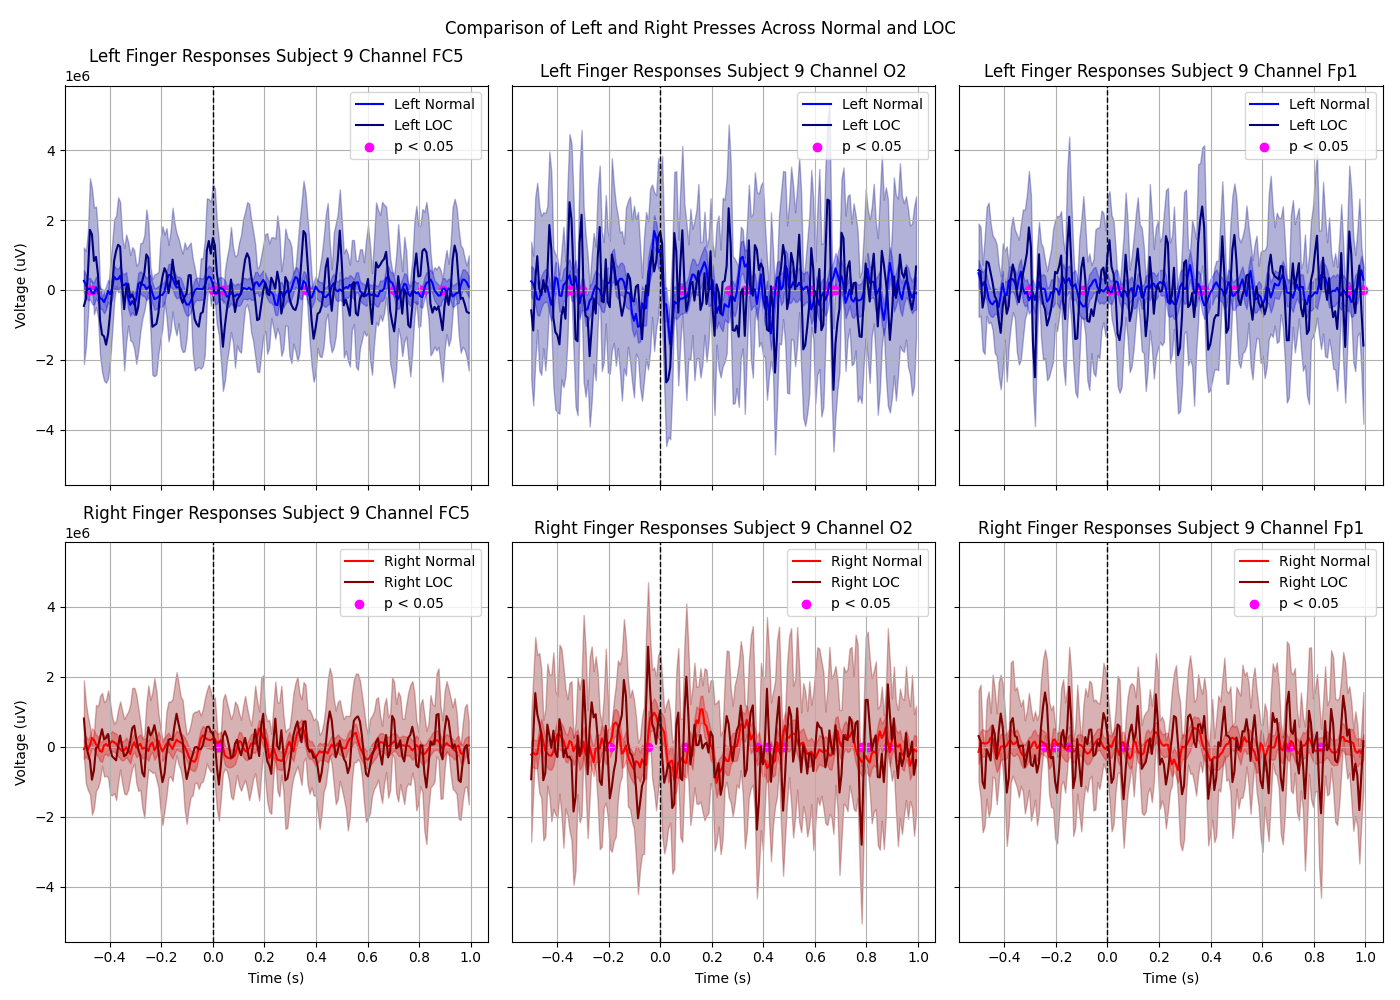 Comparison of Left and Right Presses Across Normal and LOC
Left Finger Responses Subject 9 Channel FC5
1e6
Voltage (uV)
4
2
0
−2
−4
Left Normal
Left LOC
p < 0.05
Left Finger Responses Subject 9 Channel O2
Left Normal
Left LOC
p < 0.05
Left Finger Responses Subject 9 Channel Fp1
Left Normal
Left LOC
p < 0.05
Right Finger Responses Subject 9 Channel FC5
1e6
Voltage (uV)
4
2
0
−2
−4
Right Normal
Right LOC
p < 0.05
−0.4 −0.2 0.0 0.2 0.4 0.6 0.8 1.0
Time (s)
Right Finger Responses Subject 9 Channel O2
Right Normal
Right LOC
p < 0.05
−0.4 −0.2 0.0 0.2 0.4 0.6 0.8 1.0
Time (s)
Right Finger Responses Subject 9 Channel Fp1
Right Normal
Right LOC
p < 0.05
−0.4 −0.2 0.0 0.2 0.4 0.6 0.8 1.0
Time (s)